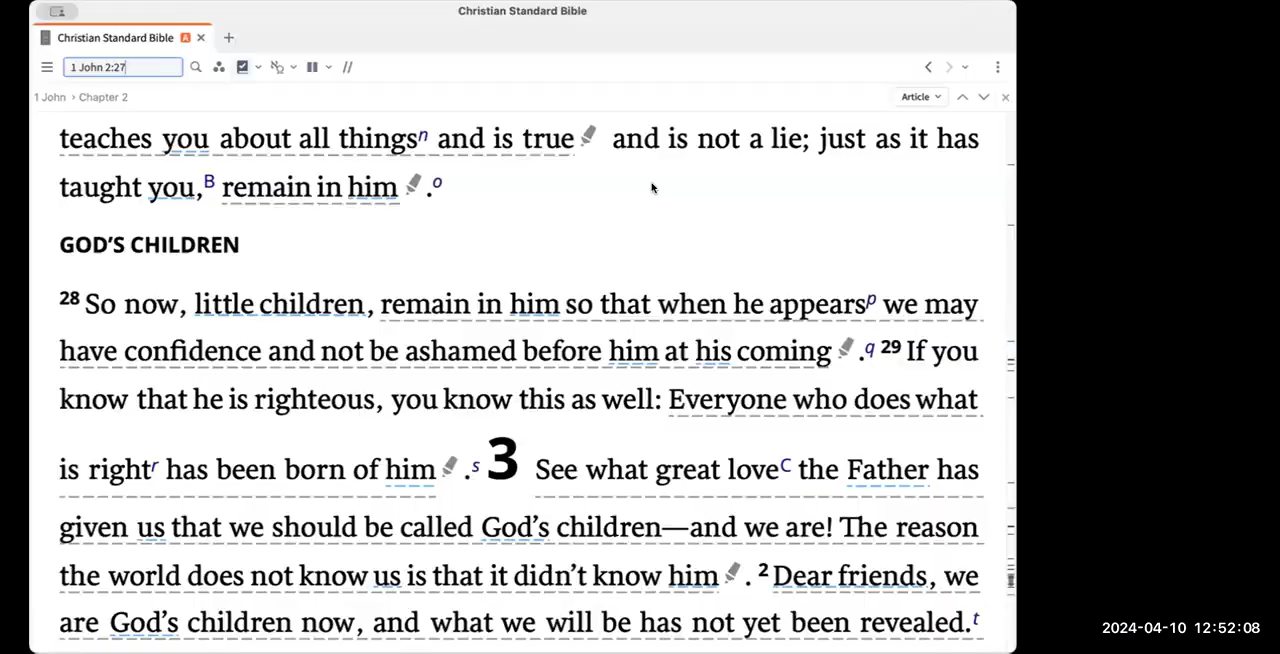 Christian Standard Bible
Christian Standard Bible A
1 John 2:27
1 John › Chapter 2
Article
teaches you about all thingsn and is true and is not a lie; just as it has
taught you,B remain in him .o
GOD’S CHILDREN
28 So now, little children, remain in him so that when he appearsp we may
have confidence and not be ashamed before him at his coming .q 29 If you
know that he is righteous, you know this as well: Everyone who does what
is rightr has been born of him .s 3 See what great loveC the Father has
given us that we should be called God’s children—and we are! The reason
the world does not know us is that it didn’t know him . 2 Dear friends, we
are God’s children now, and what we will be has not yet been revealed.t
2024-04-10 12:52:08